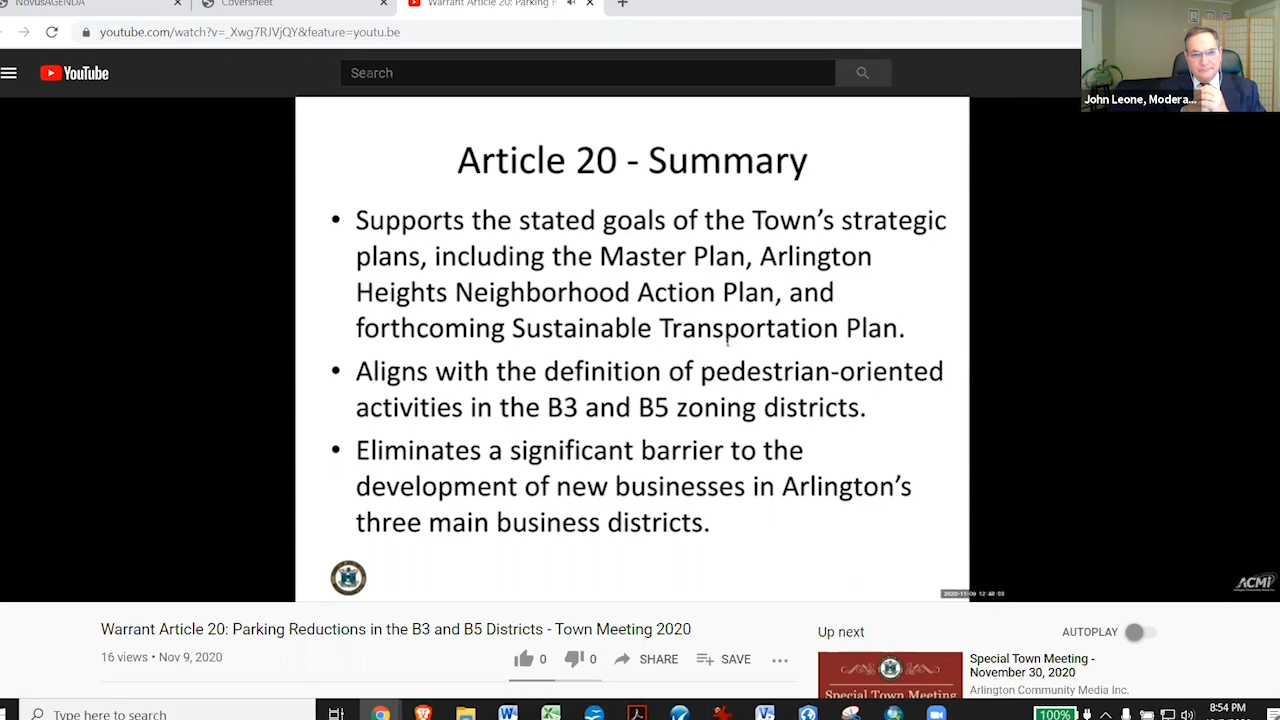 NovusAGENDA
Coversheet
Warrant Article 20: Parking R
youtube.com/watch?v=_Xwg7RJVjQY&feature=youtu.be
YouTube
Search
John Leone, Modera...
Article 20 - Summary
• Supports the stated goals of the Town's strategic
plans, including the Master Plan, Arlington
Heights Neighborhood Action Plan, and
forthcoming Sustainable Transportation Plan.
• Aligns with the definition of pedestrian-oriented
activities in the B3 and B5 zoning districts.
• Eliminates a significant barrier to the
development of new businesses in Arlington's
three main business districts.
ACMi
2020-11-09 12:48:03
Warrant Article 20: Parking Reductions in the B3 and B5 Districts - Town Meeting 2020
16 views • Nov 9, 2020
0
0
SHARE
SAVE
Up next
AUTOPLAY
Special Town Meeting
Special Town Meeting -
November 30, 2020
Arlington Community Media Inc.
Type here to search
100%
8:54 PM